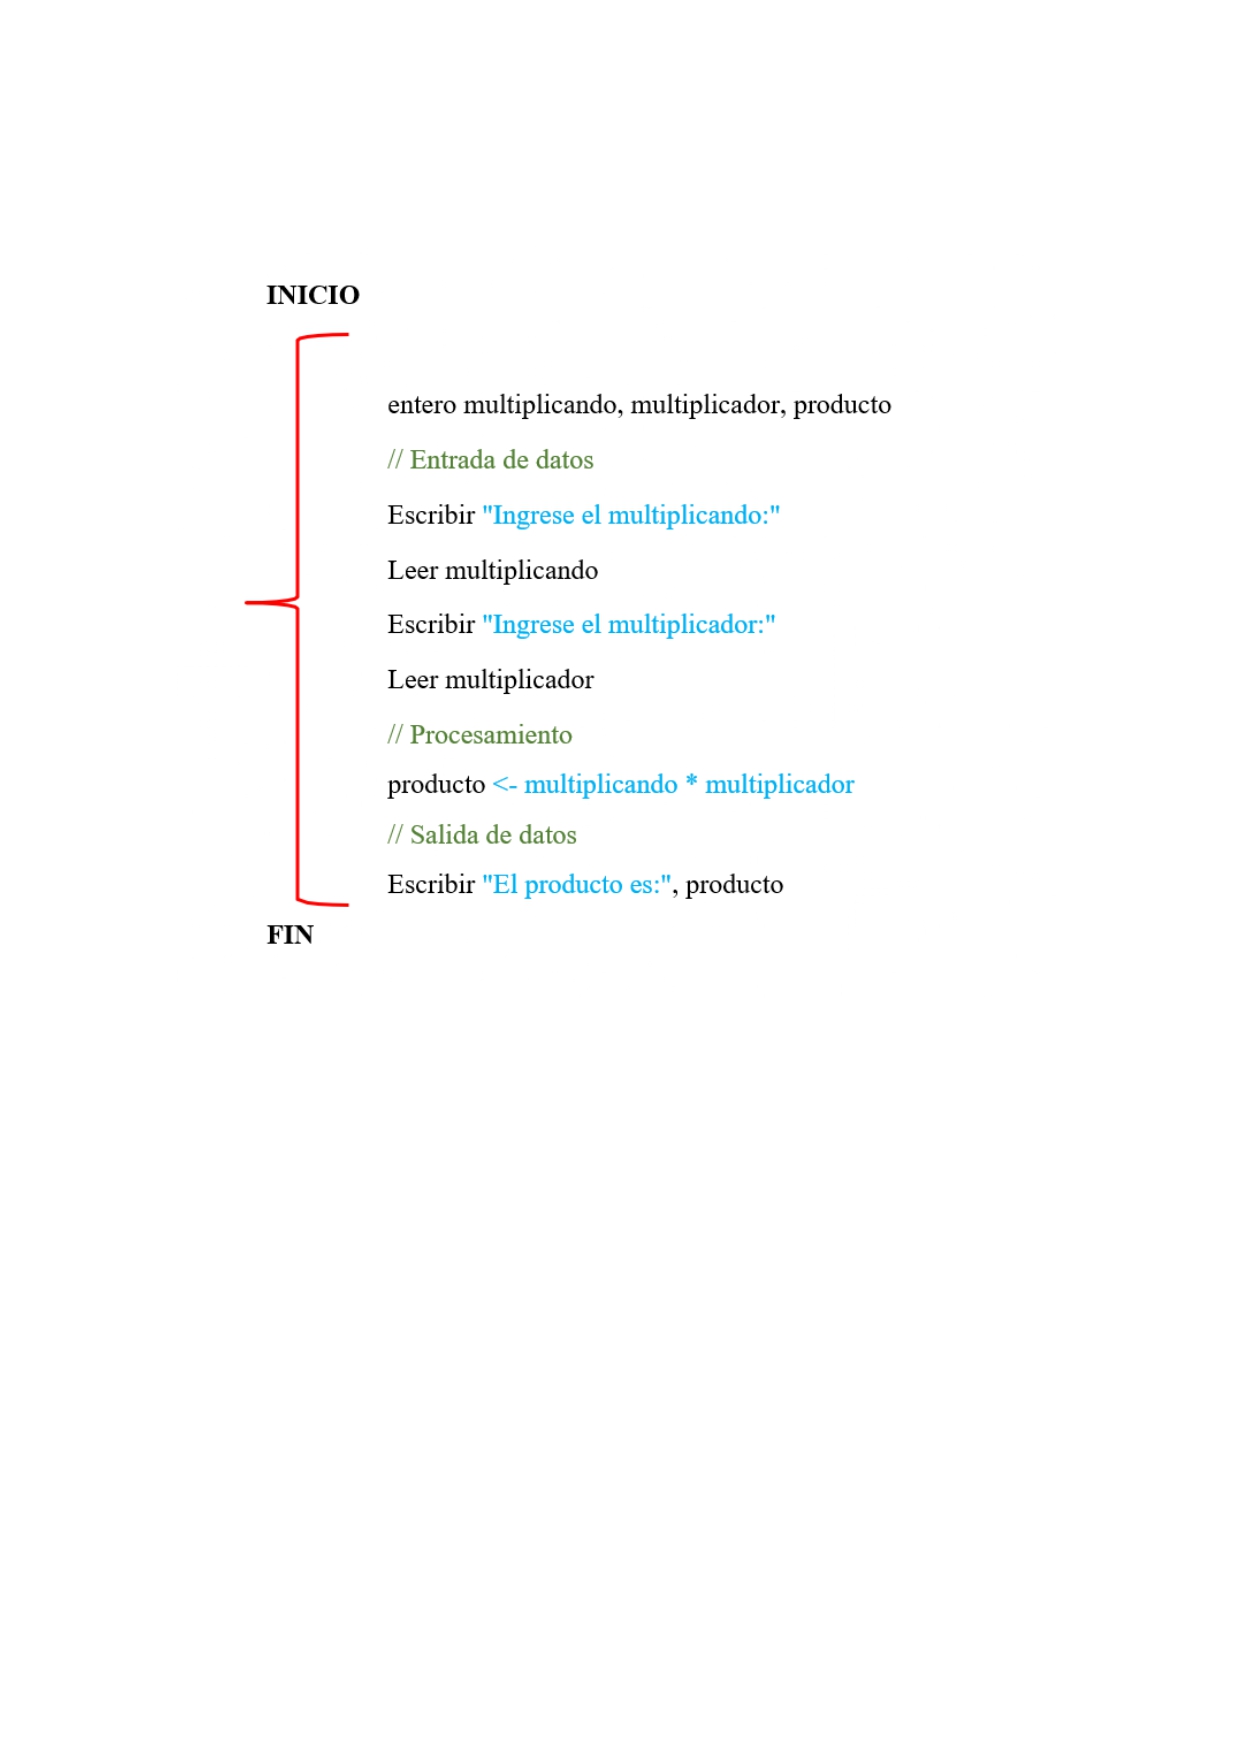 INICIO
entero multiplicando, multiplicador, producto
// Entrada de datos
Escribir "Ingrese el multiplicando:"
Leer multiplicando
Escribir "Ingrese el multiplicador:"
Leer multiplicador
// Procesamiento
producto <- multiplicando * multiplicador
// Salida de datos
Escribir "El producto es:", producto
FIN